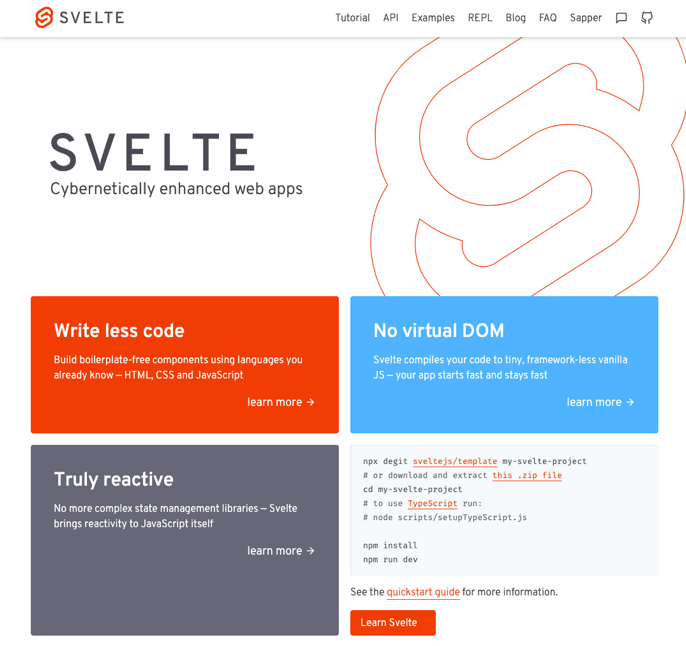 SVELTE
Tutorial API Examples REPL Blog FAQ Sapper
SVELTE
Cybernetically enhanced web apps
Write less code
Build boilerplate-free components using languages you
already know — HTML, CSS and JavaScript
learn more →
No virtual DOM
Svelte compiles your code to tiny, framework-less vanilla
JS — your app starts fast and stays fast
learn more →
Truly reactive
No more complex state management libraries — Svelte
brings reactivity to JavaScript itself
learn more →
npx degit sveltejs/template my-svelte-project
# or download and extract this .zip file
cd my-svelte-project
# to use TypeScript run:
# node scripts/setupTypeScript.js
npm install
npm run dev
See the quickstart guide for more information.
Learn Svelte